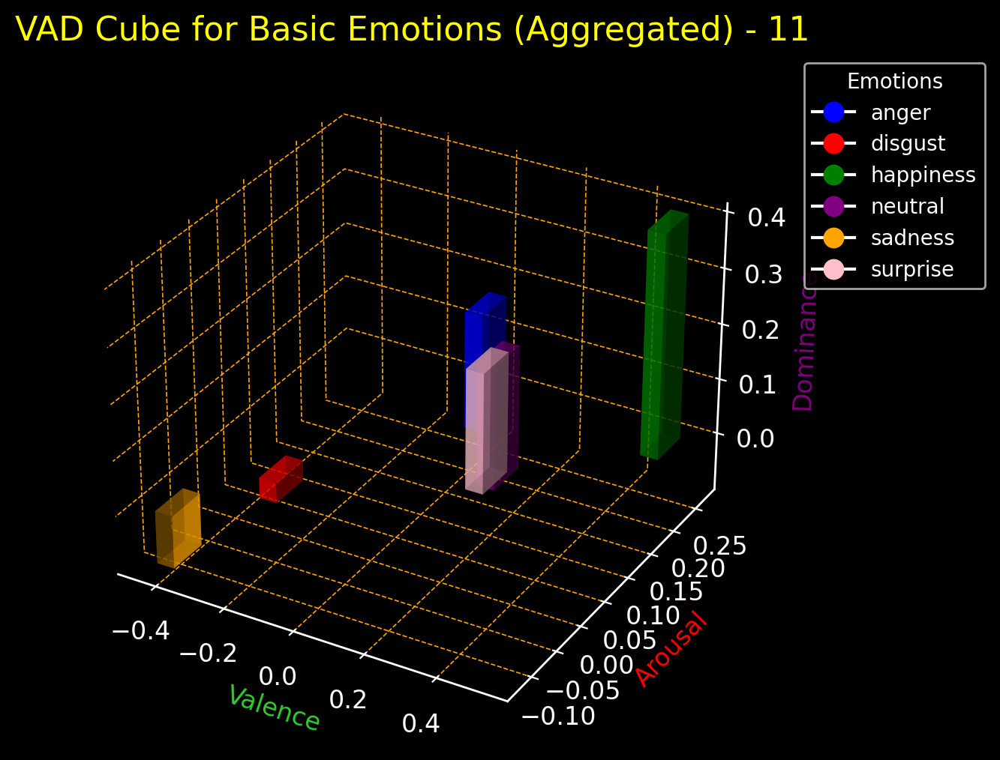 VAD Cube for Basic Emotions (Aggregated) - 11
Emotions
anger
disgust
happiness
neutral
sadness
surprise
0.4
0.3
0.2
0.1
0.0
Dominance
0.25
0.20
0.15
0.10
0.05
0.00
−0.05
−0.10
Arousal
−0.4
−0.2
0.0
0.2
0.4
Valence